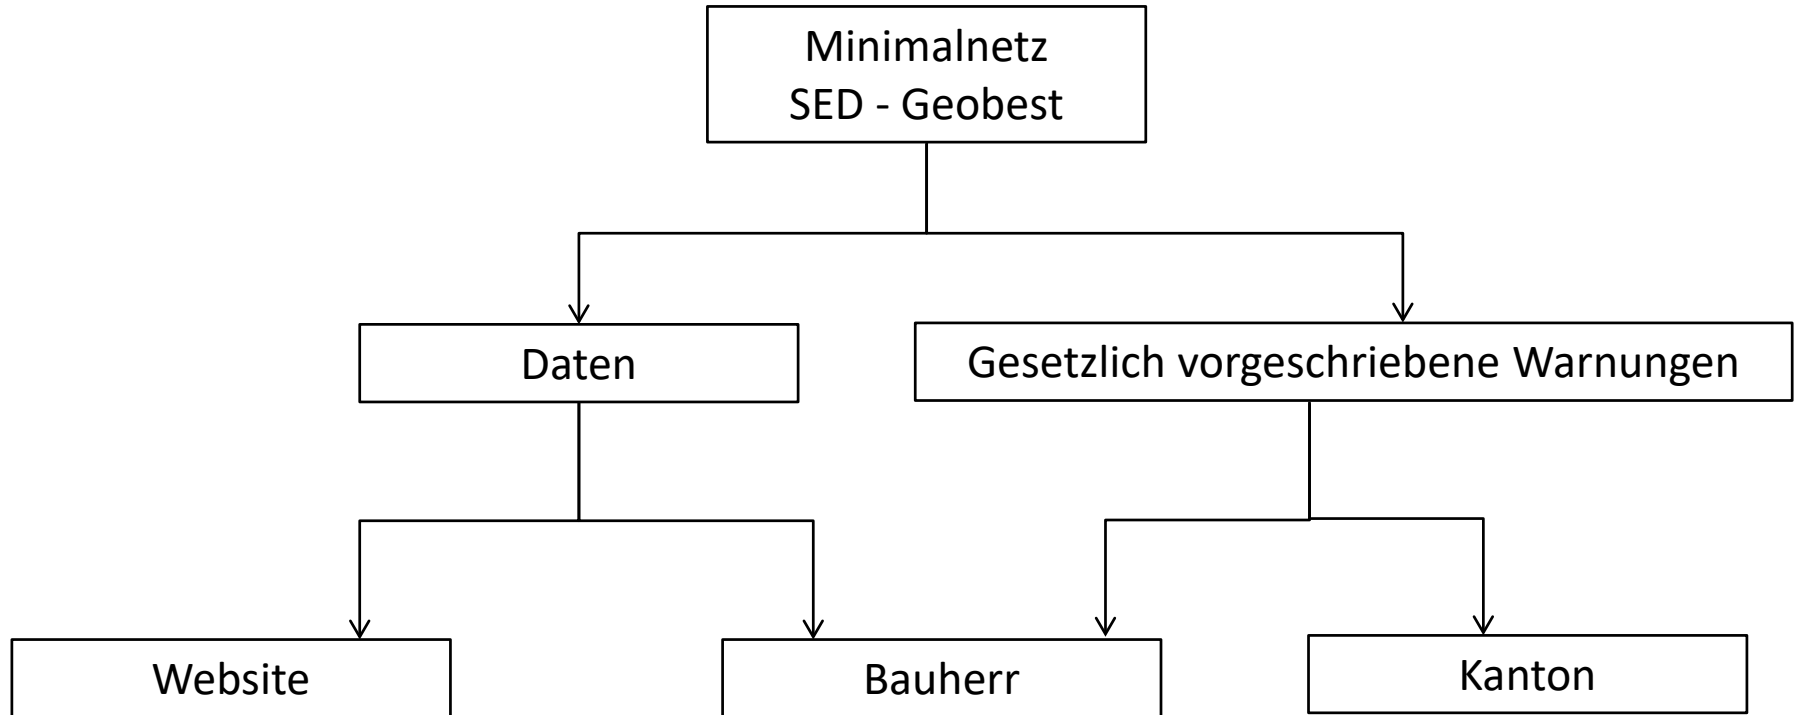 Minimalnetz
SED - Geobest
Daten
Gesetzlich vorgeschriebene Warnungen
Website
Bauherr
Kanton